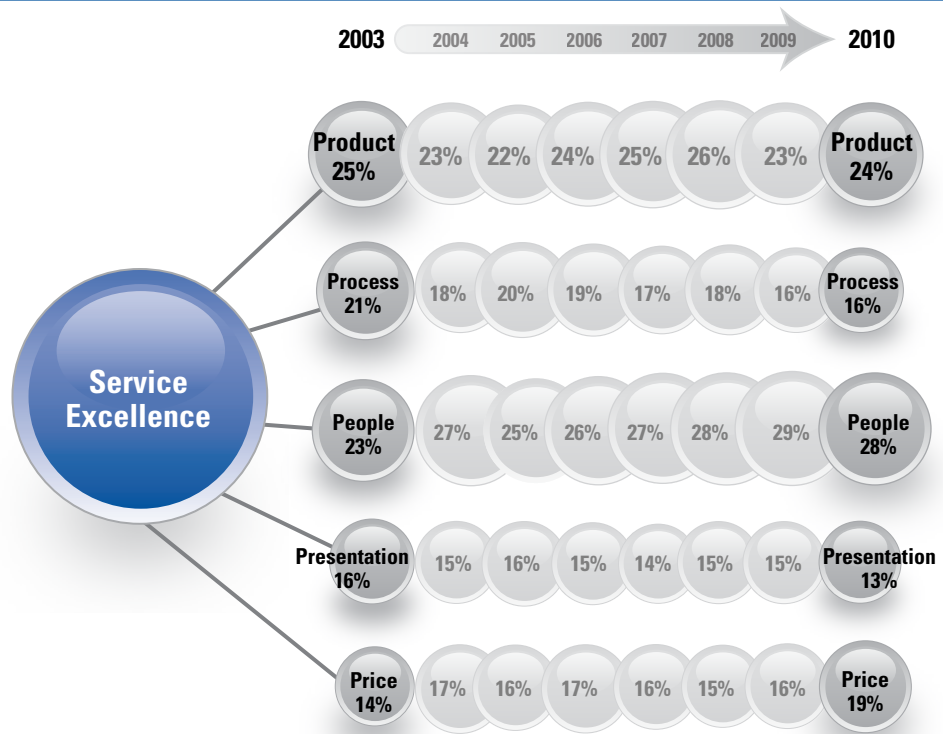 2003 2004 2005 2006 2007 2008 2009 2010
Product
25%
23% 22% 24% 25% 26% 23%
Product
24%
Process
21%
18% 20% 19% 17% 18% 16%
Process
16%
Service
Excellence
People
23%
27% 25% 26% 27% 28% 29%
People
28%
Presentation
16%
15% 16% 15% 14% 15% 15%
Presentation
13%
Price
14%
17% 16% 17% 16% 15% 16%
Price
19%